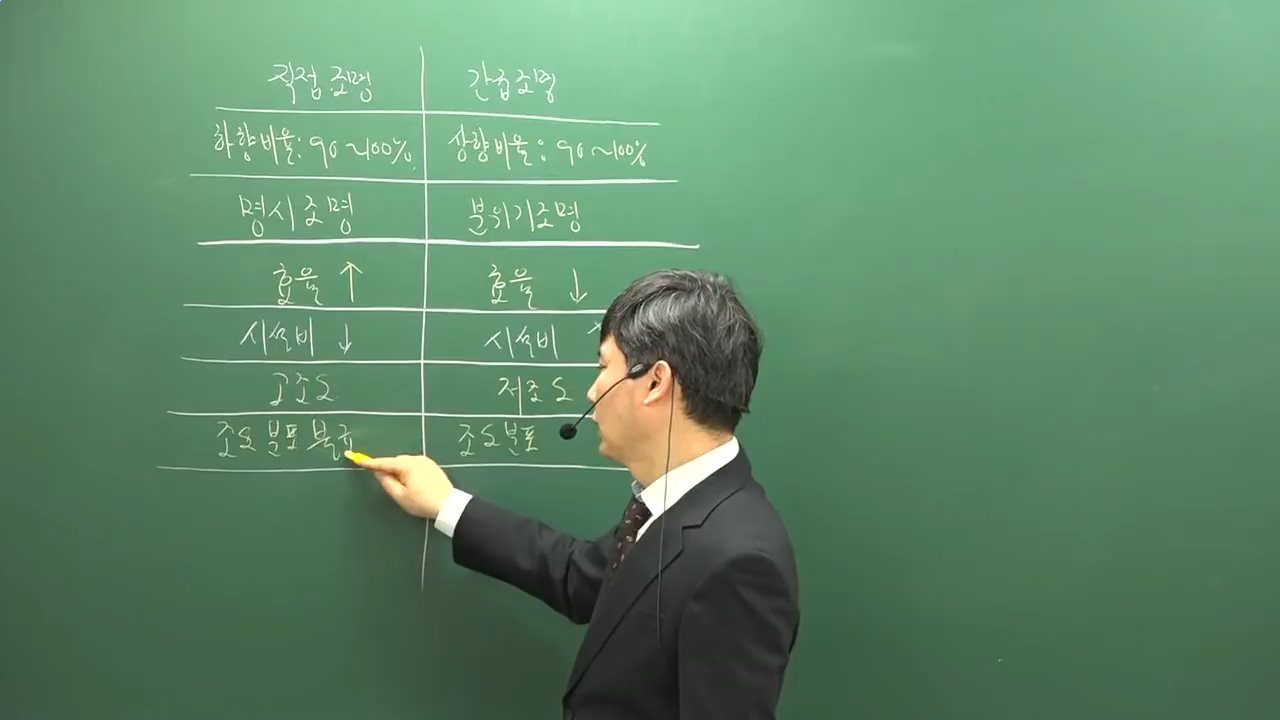 직접조명 간접조명
하향비율: 90~100% 상향비율: 90~100%
명시조명 분위기조명
효율 ↑ 효율 ↓
시설비 ↓ 시설비
고조도 저조도
조도분포 불균 조도분포